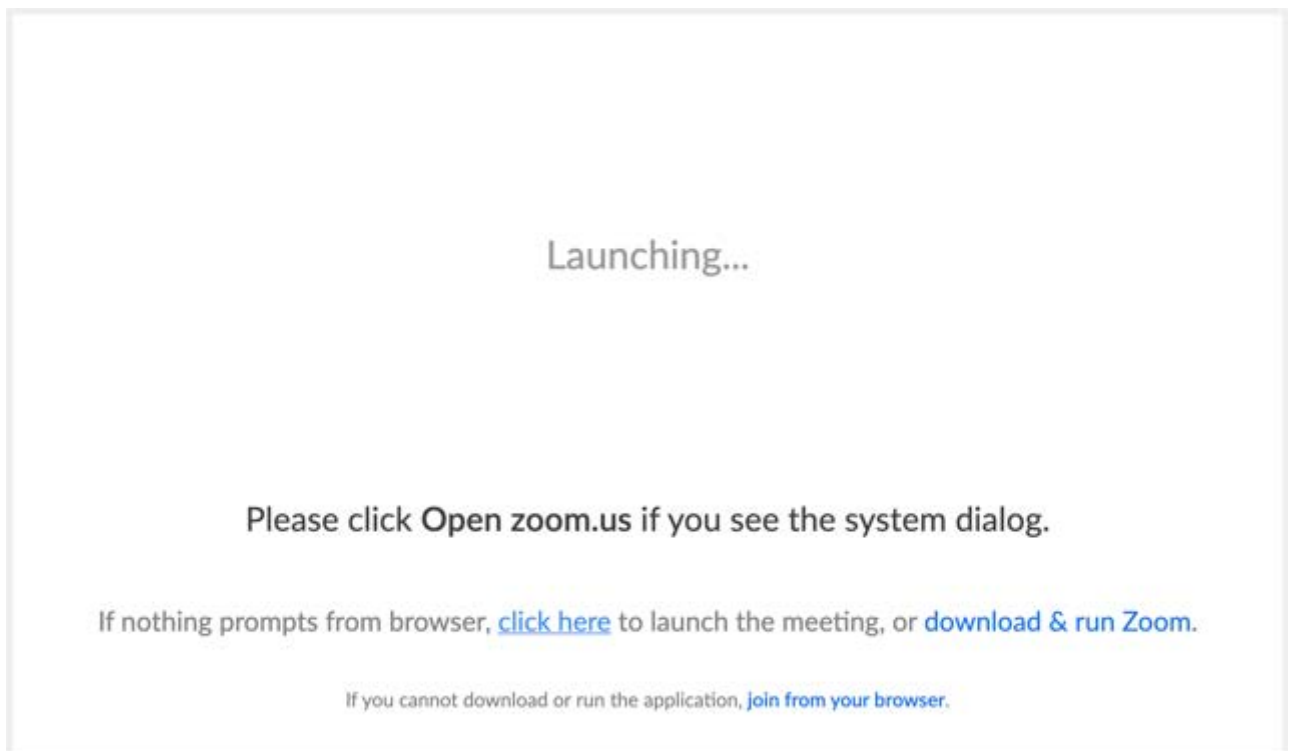 Launching...
Please click Open zoom.us if you see the system dialog.
If nothing prompts from browser, click here to launch the meeting, or download & run Zoom.
If you cannot download or run the application, join from your browser.